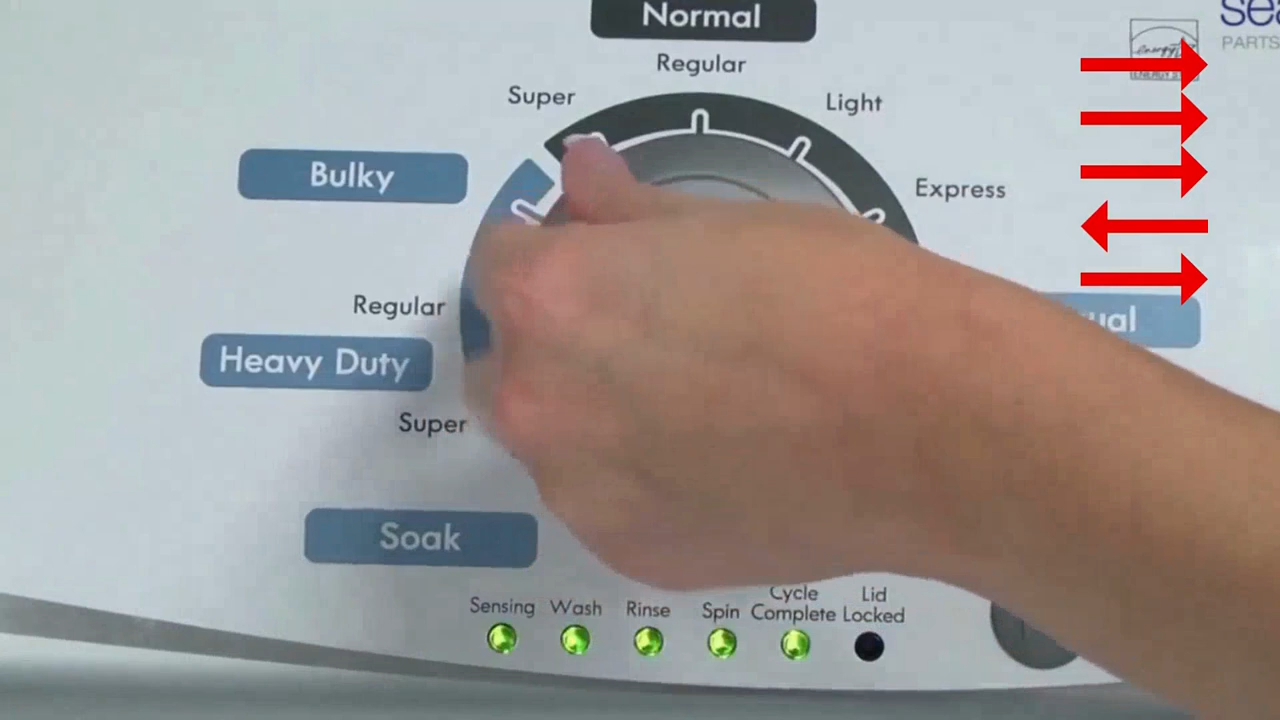 Normal
PARTS
Regular
Super
Light
Bulky
Express
Regular
Heavy Duty
Super
Soak
Sensing Wash Rinse Spin Cycle Complete Lid Locked